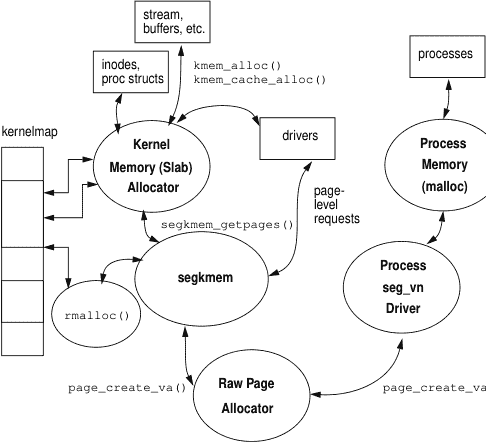 stream,
buffers, etc.
inodes,
proc structs
kmem_alloc()
kmem_cache_alloc()
processes
kernelmap
Kernel
Memory (Slab)
Allocator
drivers
Process
Memory
(malloc)
page-
level
requests
segkmem_getpages()
segkmem
Process
seg_vn
Driver
rmalloc()
page_create_va()
Raw Page
Allocator
page_create_va